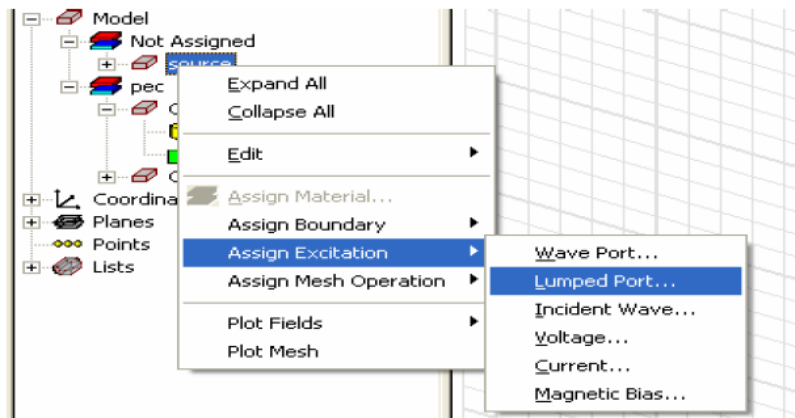 Model
Not Assigned
source
pec
Expand All
Collapse All
Edit
Coordina
Assign Material...
Planes
Assign Boundary
Points
Assign Excitation
Lists
Assign Mesh Operation
Plot Fields
Plot Mesh
Wave Port...
Lumped Port...
Incident Wave...
Voltage...
Current...
Magnetic Bias...